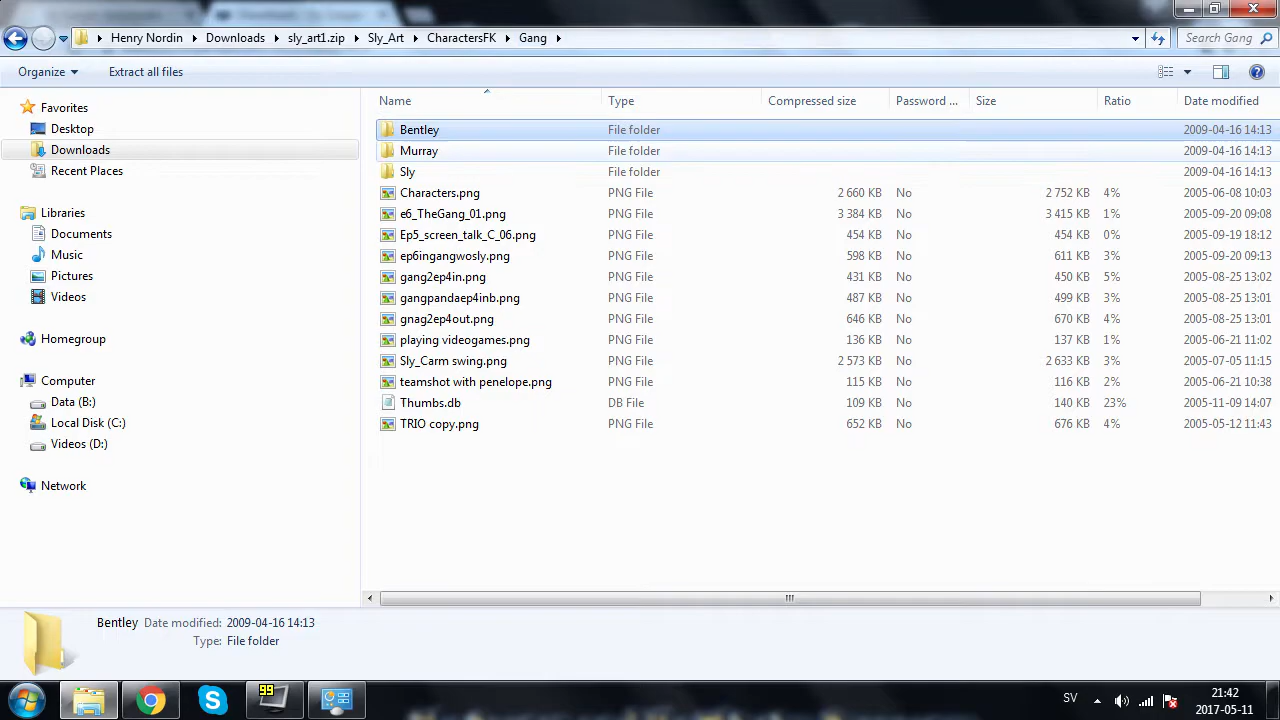 Henry Nordin Downloads sly_art1.zip Sly_Art CharactersFK Gang
Search Gang
Organize Extract all files
Favorites
Desktop
Downloads
Recent Places
Libraries
Documents
Music
Pictures
Videos
Homegroup
Computer
Data (B:)
Local Disk (C:)
Videos (D:)
Network
Name Type Compressed size Password ... Size Ratio Date modified
Bentley File folder 2009-04-16 14:13
Murray File folder 2009-04-16 14:13
Sly File folder 2009-04-16 14:13
Characters.png PNG File 2 660 KB No 2 752 KB 4% 2005-06-08 10:03
e6_TheGang_01.png PNG File 3 384 KB No 3 415 KB 1% 2005-09-20 09:08
Ep5_screen_talk_C_06.png PNG File 454 KB No 454 KB 0% 2005-09-19 18:12
ep6ingangwosly.png PNG File 598 KB No 611 KB 3% 2005-09-20 09:13
gang2ep4in.png PNG File 431 KB No 450 KB 5% 2005-08-25 13:02
gangpandaep4inb.png PNG File 487 KB No 499 KB 3% 2005-08-25 13:01
gnag2ep4out.png PNG File 646 KB No 670 KB 4% 2005-08-25 13:01
playing videogames.png PNG File 136 KB No 137 KB 1% 2005-06-21 11:02
Sly_Carm swing.png PNG File 2 573 KB No 2 633 KB 3% 2005-07-05 11:15
teamshot with penelope.png PNG File 115 KB No 116 KB 2% 2005-06-21 10:38
Thumbs.db DB File 109 KB No 140 KB 23% 2005-11-09 14:07
TRIO copy.png PNG File 652 KB No 676 KB 4% 2005-05-12 11:43
Bentley Date modified: 2009-04-16 14:13
Type: File folder
99
SV
21:42
2017-05-11